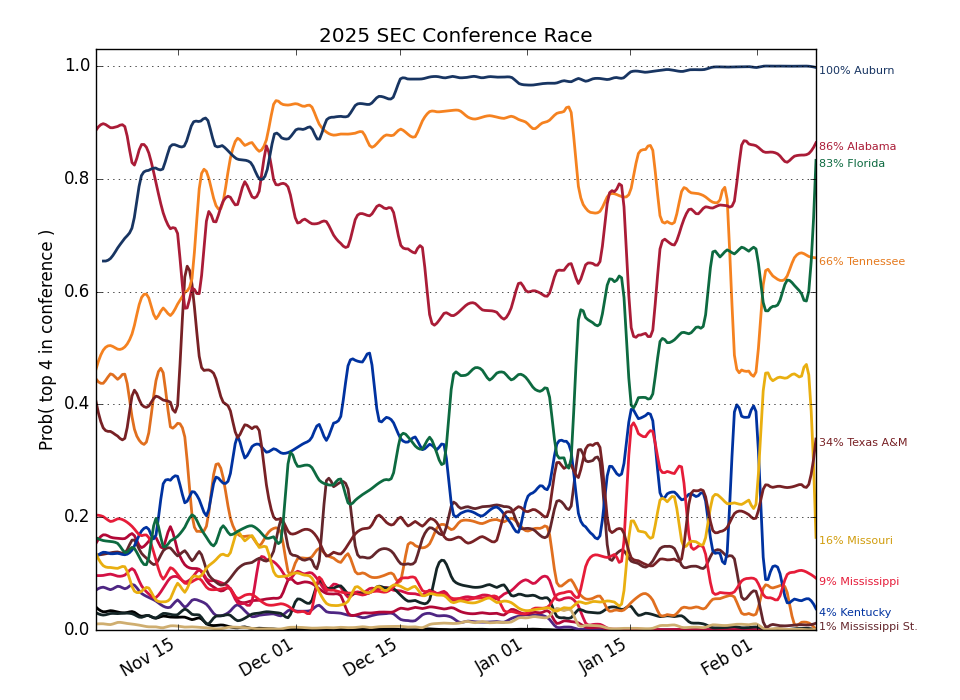 2025 SEC Conference Race
Prob( top 4 in conference )
1.0
0.8
0.6
0.4
0.2
0.0
Nov 15
Dec 01
Dec 15
Jan 01
Jan 15
Feb 01
100% Auburn
86% Alabama
83% Florida
66% Tennessee
34% Texas A&M
16% Missouri
9% Mississippi
4% Kentucky
1% Mississippi St.